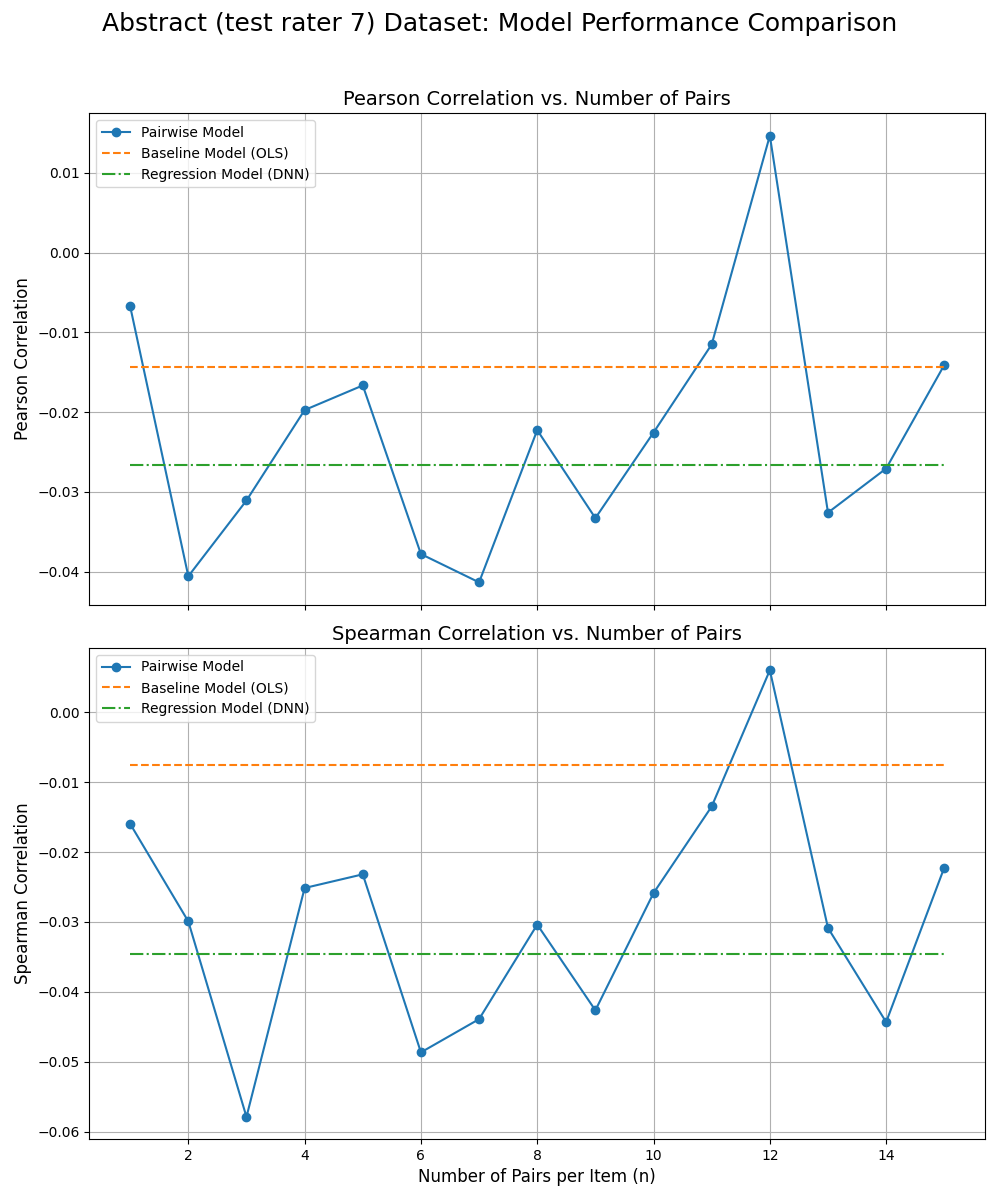 Abstract (test rater 7) Dataset: Model Performance Comparison
Pearson Correlation vs. Number of Pairs
Pairwise Model
Baseline Model (OLS)
Regression Model (DNN)
Pearson Correlation
0.01
0.00
−0.01
−0.02
−0.03
−0.04
Spearman Correlation vs. Number of Pairs
Pairwise Model
Baseline Model (OLS)
Regression Model (DNN)
Spearman Correlation
0.00
−0.01
−0.02
−0.03
−0.04
−0.05
−0.06
2 4 6 8 10 12 14
Number of Pairs per Item (n)